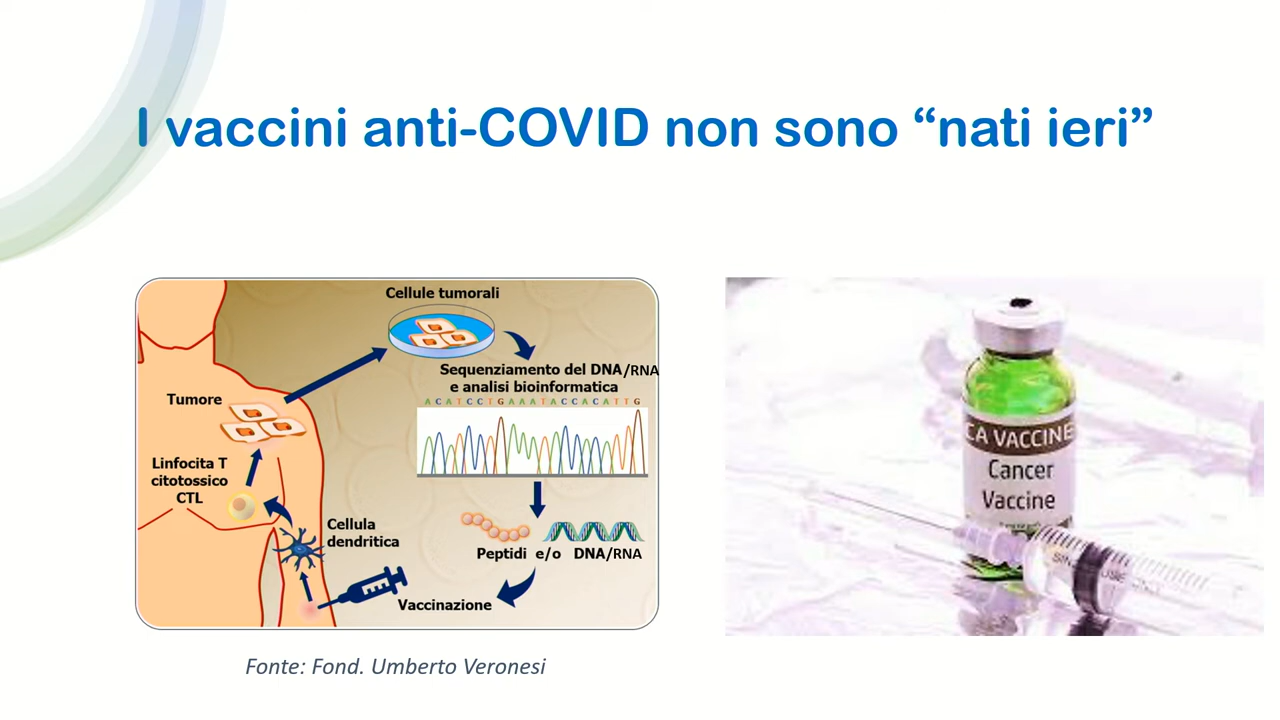 I vaccini anti-COVID non sono “nati ieri”
Cellule tumorali
Sequenziamento del DNA/RNA
e analisi bioinformatica
A C A T C C T G A A A T A C C A C A T T G
Tumore
Linfocita T
citotossico
CTL
Cellula
dendritica
Peptidi e/o DNA/RNA
Vaccinazione
CA VACCINE
Cancer
Vaccine
Fonte: Fond. Umberto Veronesi